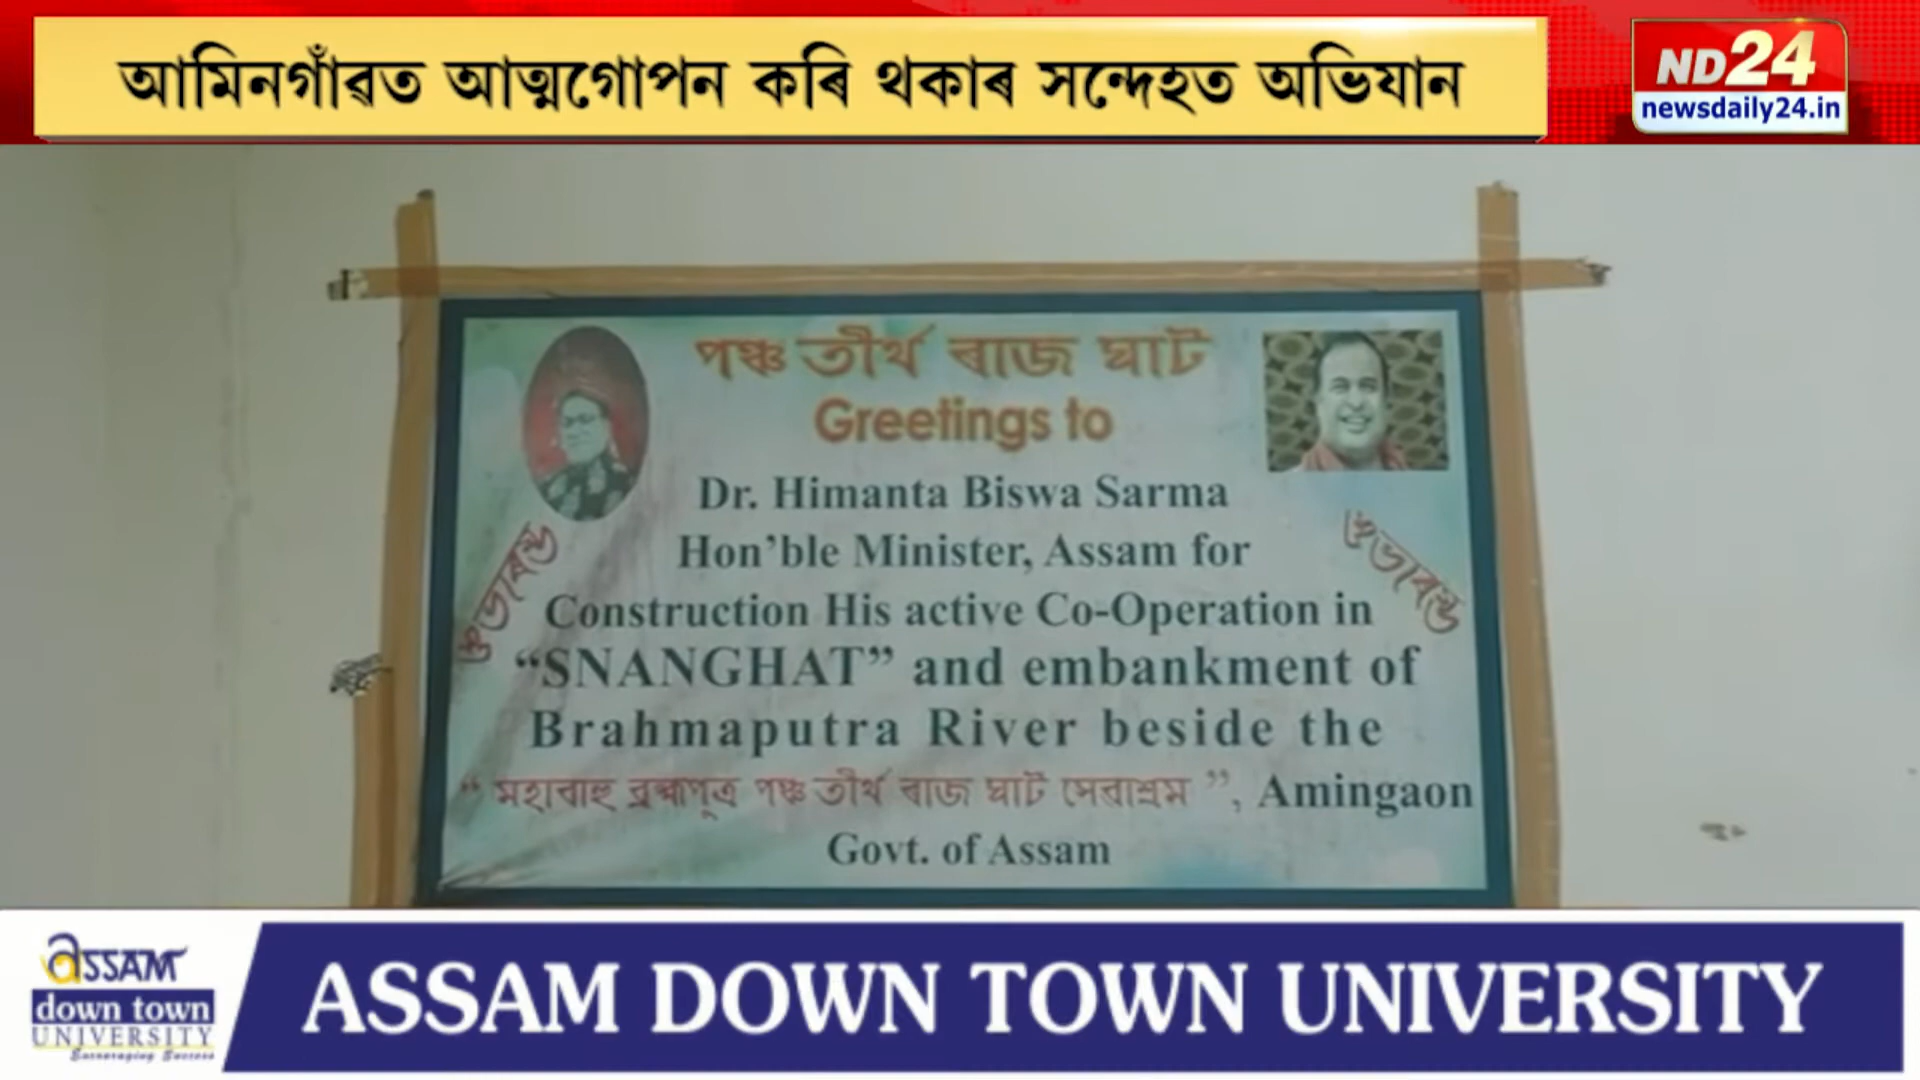 আমিনগাঁৱত আত্মগোপন কৰি থকাৰ সন্দেহত অভিযান
ND24
newsdaily24.in
পঞ্চ তীৰ্থ ৰাজ ঘাট
Greetings to
Dr. Himanta Biswa Sarma
Hon’ble Minister, Assam for
Construction His active Co-Operation in
“SNANGHAT” and embankment of
Brahmaputra River beside the
“ মহাবাহু ব্ৰহ্মপুত্ৰ পঞ্চ তীৰ্থ ৰাজ ঘাট সেৱাশ্ৰম ”, Amingaon
Govt. of Assam
ASSAM
down town
UNIVERSITY
Encouraging Success
ASSAM DOWN TOWN UNIVERSITY